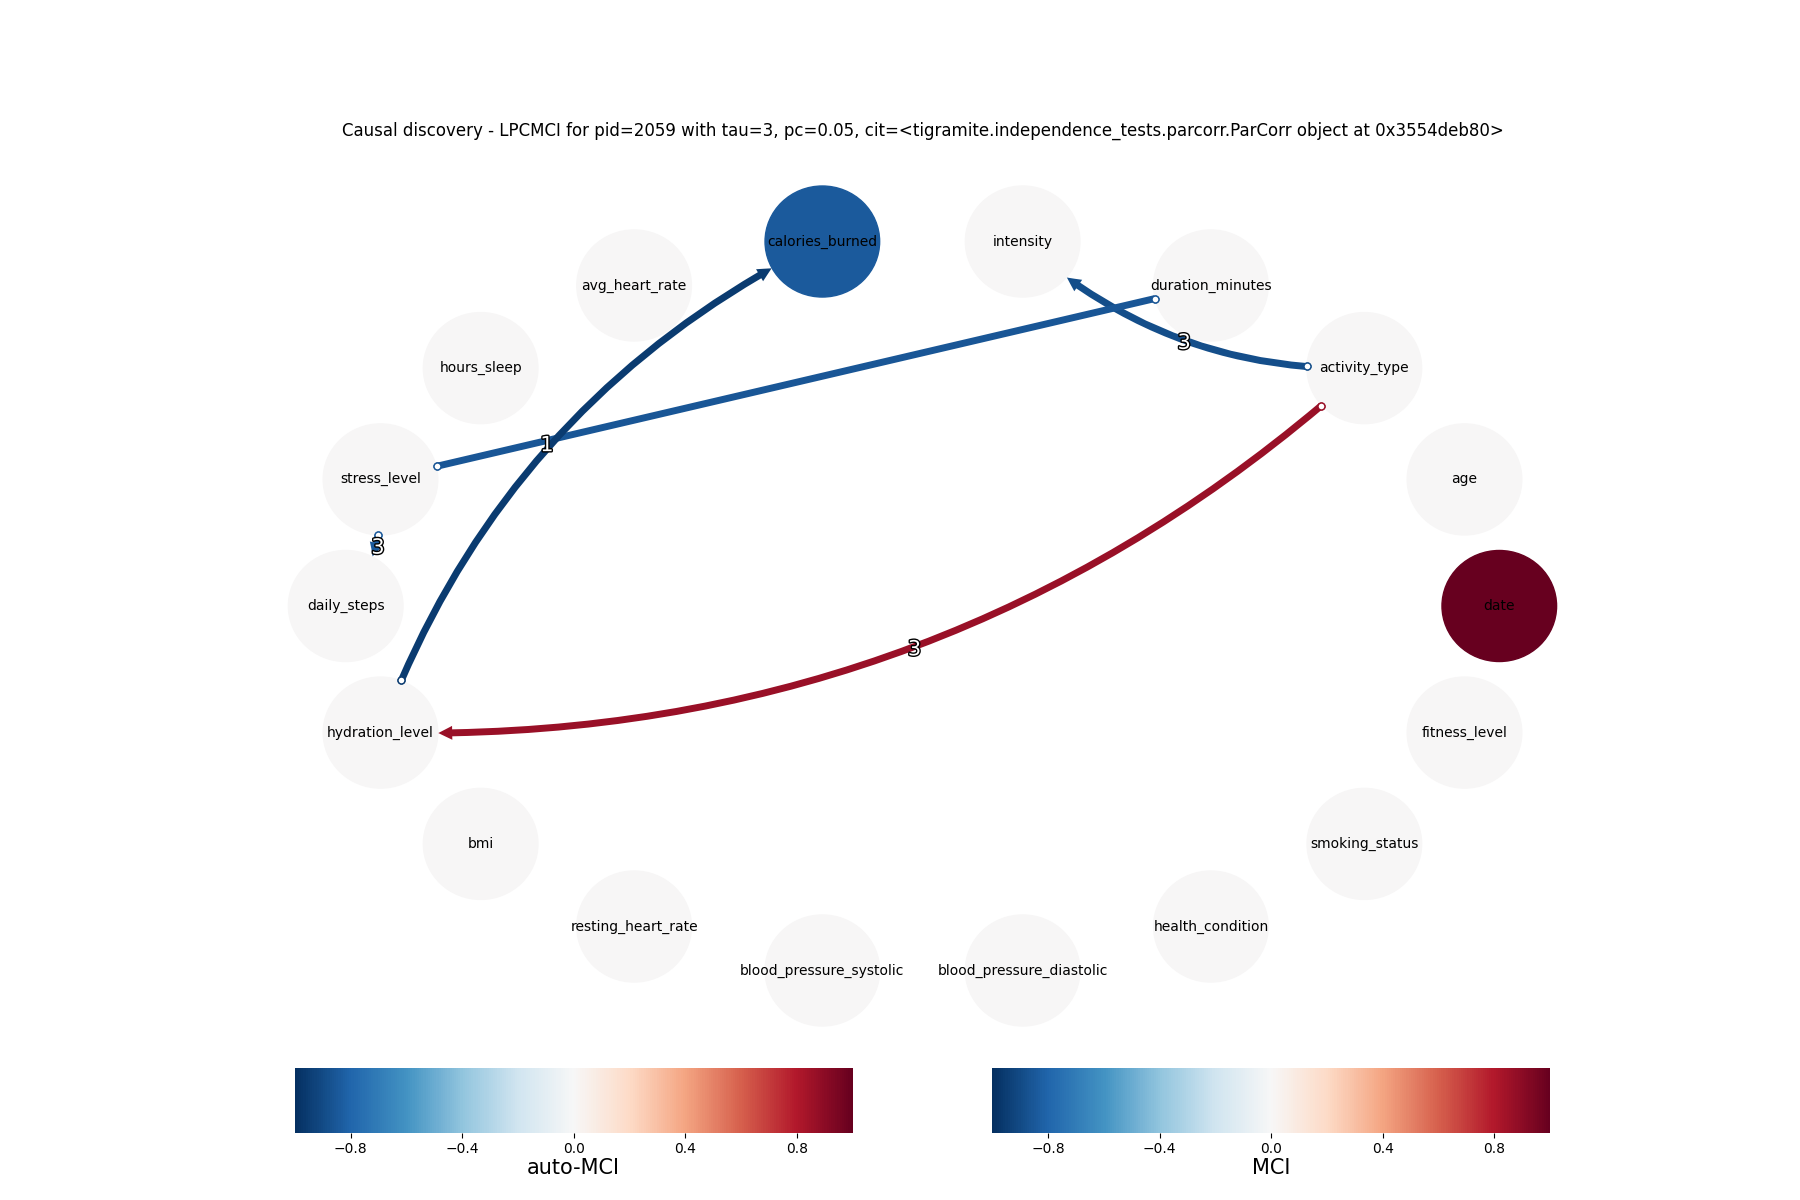 Causal discovery - LPCMCI for pid=2059 with tau=3, pc=0.05, cit=<tigramite.independence_tests.parcorr.ParCorr object at 0x3554deb80>
calories_burned
intensity
avg_heart_rate
duration_minutes
3
hours_sleep
activity_type
1
stress_level
age
3
daily_steps
date
3
hydration_level
fitness_level
bmi
smoking_status
resting_heart_rate
health_condition
blood_pressure_systolic
blood_pressure_diastolic
−0.8 −0.4 0.0 0.4 0.8
auto-MCI
−0.8 −0.4 0.0 0.4 0.8
MCI